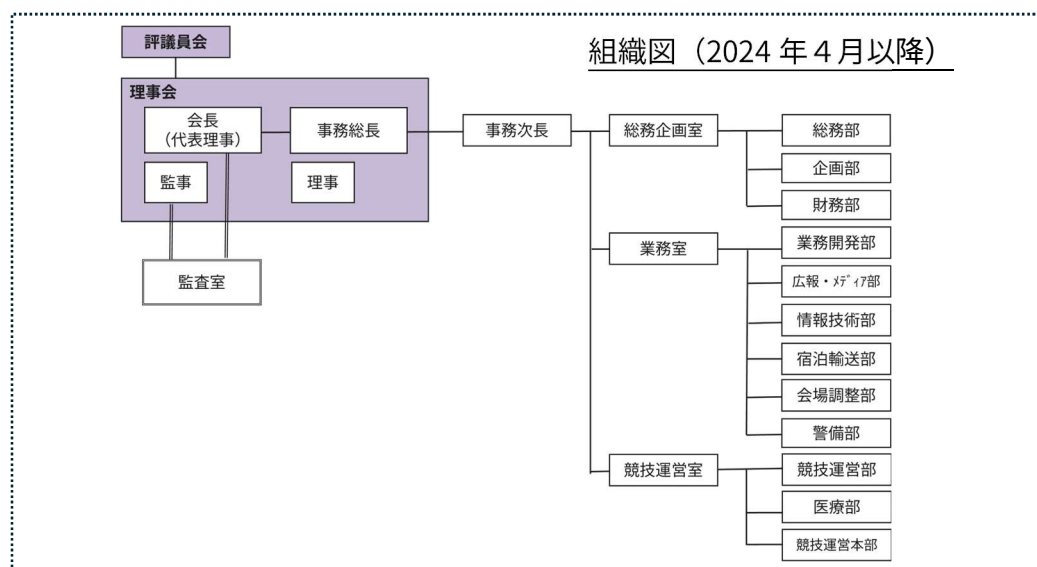 評議員会
組織図（2024 年４月以降）
理事会
会長
（代表理事）
事務総長
事務次長
総務企画室
総務部
監事
理事
企画部
財務部
監査室
業務室
業務開発部
広報・ﾒﾃﾞｨｱ部
情報技術部
宿泊輸送部
会場調整部
警備部
競技運営室
競技運営部
医療部
競技運営本部